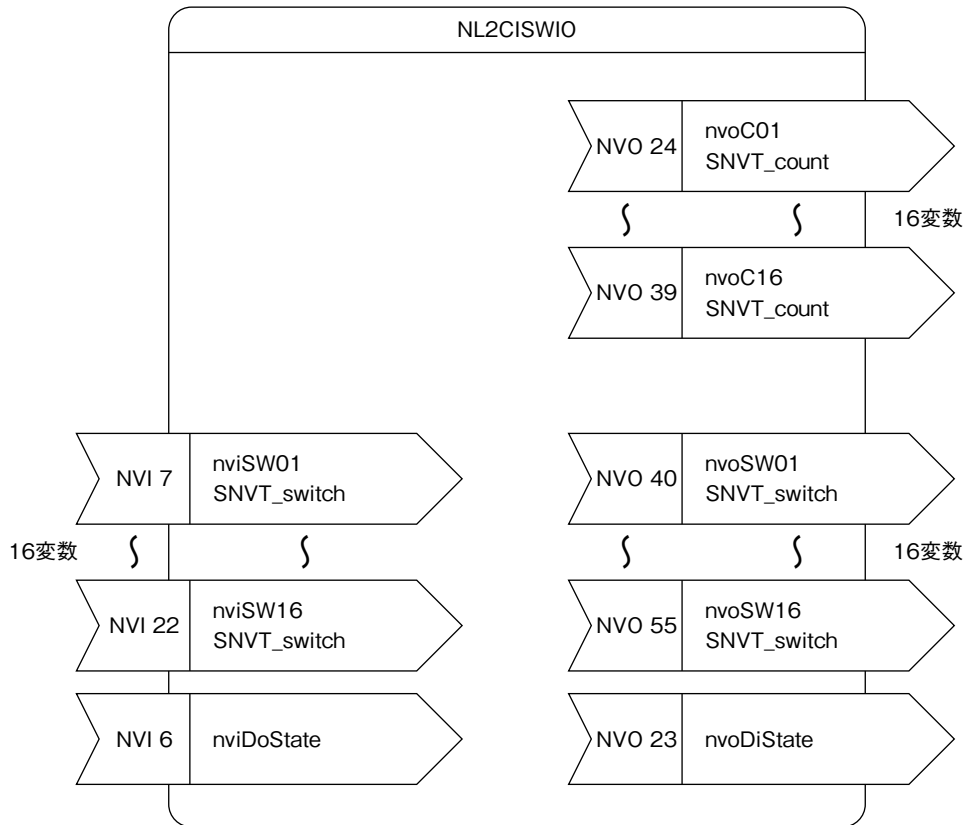 NL2CISWIO
NVO 24
nvoC01
SNVT_count
16変数
NVO 39
nvoC16
SNVT_count
NVI 7
nviSW01
SNVT_switch
NVO 40
nvoSW01
SNVT_switch
16変数
16変数
NVI 22
nviSW16
SNVT_switch
NVO 55
nvoSW16
SNVT_switch
NVI 6
nviDoState
NVO 23
nvoDiState